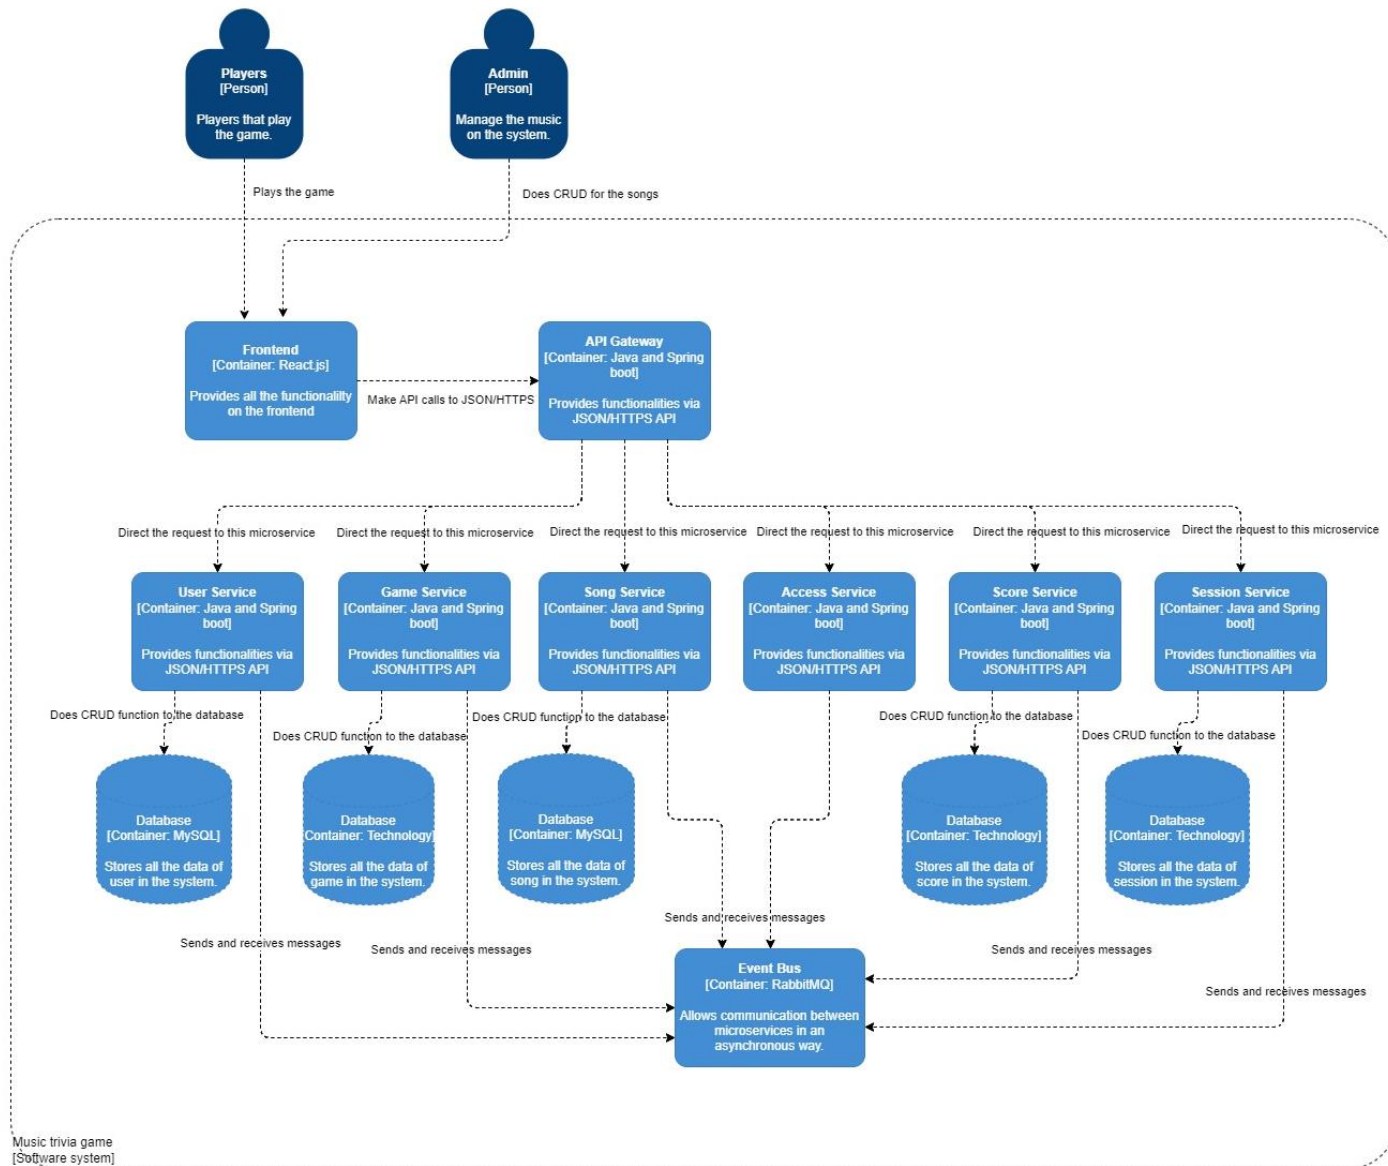 Players
[Person]
Players that play
the game.
Admin
[Person]
Manage the music
on the system.
Plays the game
Does CRUD for the songs
Frontend
[Container: React.js]
Provides all the functionalilty
on the frontend
Make API calls to JSON/HTTPS
API Gateway
[Container: Java and Spring
boot]
Provides functionalities via
JSON/HTTPS API
Direct the request to this microservice
Direct the request to this microservice
Direct the request to this microservice
Direct the request to this microservice
Direct the request to this microservice
Direct the request to this microservice
User Service
[Container: Java and Spring
boot]
Provides functionalities via
JSON/HTTPS API
Game Service
[Container: Java and Spring
boot]
Provides functionalities via
JSON/HTTPS API
Song Service
[Container: Java and Spring
boot]
Provides functionalities via
JSON/HTTPS API
Access Service
[Container: Java and Spring
boot]
Provides functionalities via
JSON/HTTPS API
Score Service
[Container: Java and Spring
boot]
Provides functionalities via
JSON/HTTPS API
Session Service
[Container: Java and Spring
boot]
Provides functionalities via
JSON/HTTPS API
Does CRUD function to the database
Does CRUD function to the database
Does CRUD function to the database
Does CRUD function to the database
Does CRUD function to the database
Database
[Container: MySQL]
Stores all the data of
user in the system.
Database
[Container: Technology]
Stores all the data of
game in the system.
Database
[Container: MySQL]
Stores all the data of
song in the system.
Database
[Container: Technology]
Stores all the data of
score in the system.
Database
[Container: Technology]
Stores all the data of
session in the system.
Sends and receives messages
Sends and receives messages
Sends and receives messages
Sends and receives messages
Sends and receives messages
Event Bus
[Container: RabbitMQ]
Allows communication between
microservices in an
asynchronous way.
Music trivia game
[Software system]